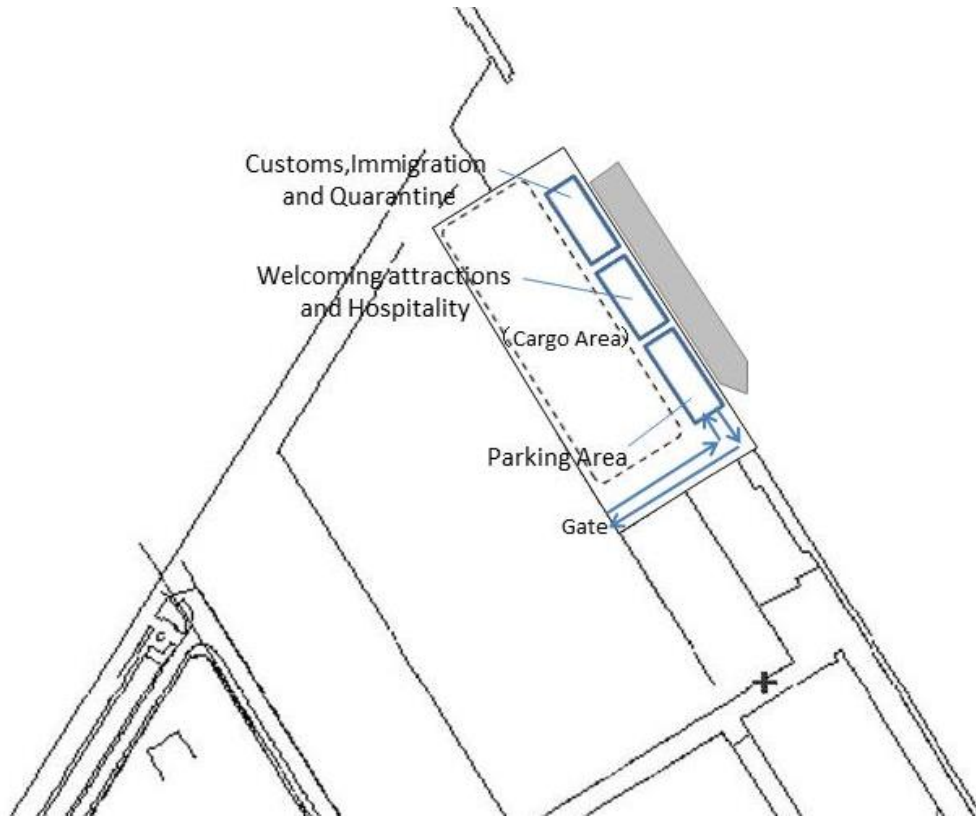 Customs,Immigration
and Quarantine
Welcoming attractions
and Hospitality
(Cargo Area)
Parking Area
Gate